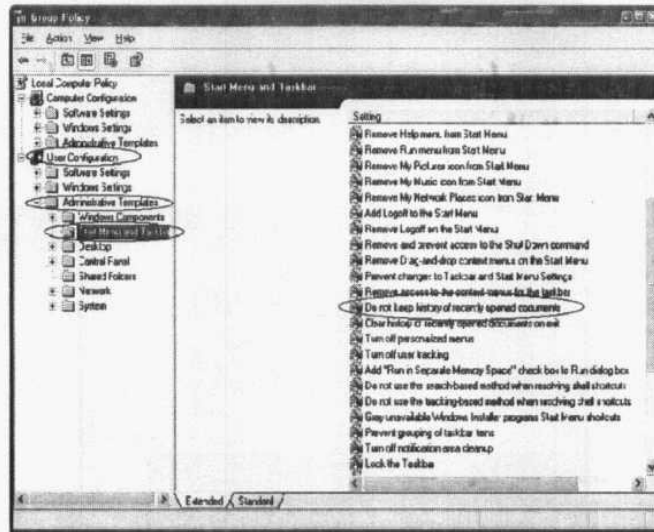 Group Policy
File Action View Help
Local Computer Policy
Computer Configuration
Software Settings
Windows Settings
Administrative Templates
User Configuration
Software Settings
Windows Settings
Administrative Templates
Windows Components
Start Menu and Taskbar
Desktop
Control Panel
Shared Folders
Network
System
Start Menu and Taskbar
Select an item to view its description.
Setting
Remove Help menu from Start Menu
Remove Run menu from Start Menu
Remove My Pictures icon from Start Menu
Remove My Music icon from Start Menu
Remove My Network Places icon from Start Menu
Add Logoff to the Start Menu
Remove Logoff on the Start Menu
Remove and prevent access to the Shut Down command
Remove Drag-and-drop context menus on the Start Menu
Prevent changes to Taskbar and Start Menu Settings
Remove access to the context menus for the taskbar
Do not keep history of recently opened documents
Clear history of recently opened documents on exit
Turn off personalized menus
Turn off user tracking
Add "Run in Separate Memory Space" check box to Run dialog box
Do not use the search-based method when resolving shell shortcuts
Do not use the tracking-based method when resolving shell shortcuts
Gray unavailable Windows Installer programs Start Menu shortcuts
Prevent grouping of taskbar items
Turn off notification area cleanup
Lock the Taskbar
Extended Standard